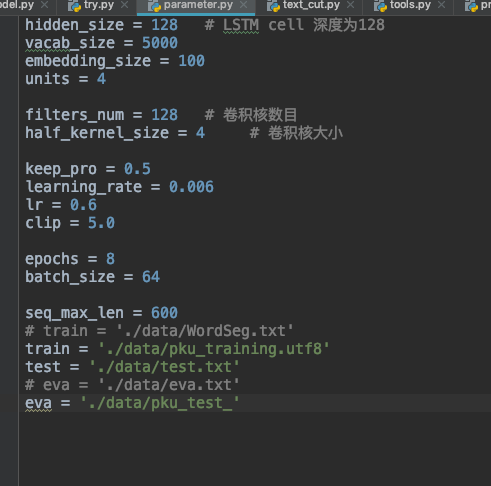 del.py × try.py × parameter.py × text_cut.py × tools.py × pr
hidden_size = 128 # LSTM cell 深度为128
vacab_size = 5000
embedding_size = 100
units = 4
filters_num = 128 # 卷积核数目
half_kernel_size = 4 # 卷积核大小
keep_pro = 0.5
learning_rate = 0.006
lr = 0.6
clip = 5.0
epochs = 8
batch_size = 64
seq_max_len = 600
# train = './data/WordSeg.txt'
train = './data/pku_training.utf8'
test = './data/test.txt'
# eva = './data/eva.txt'
eva = './data/pku_test_'